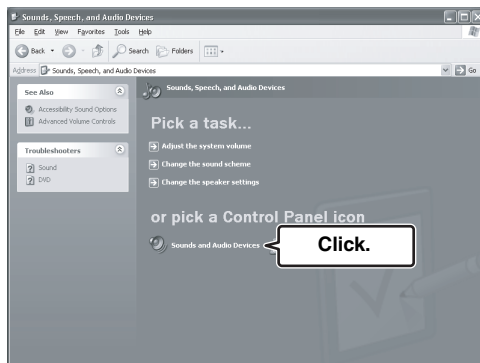 Sounds, Speech, and Audio Devices
File Edit View Favorites Tools Help
Back Search Folders
Address Sounds, Speech, and Audio Devices Go
See Also
Accessibility Sound Options
Advanced Volume Controls
Troubleshooters
? Sound
? DVD
Sounds, Speech, and Audio Devices
Pick a task...
Adjust the system volume
Change the sound scheme
Change the speaker settings
or pick a Control Panel icon
Sounds and Audio Devices
Click.